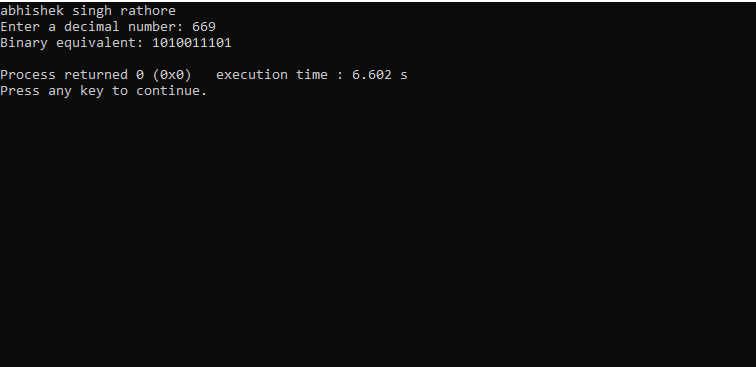 abhishek singh rathore
Enter a decimal number: 669
Binary equivalent: 1010011101
Process returned 0 (0x0)   execution time : 6.602 s
Press any key to continue.